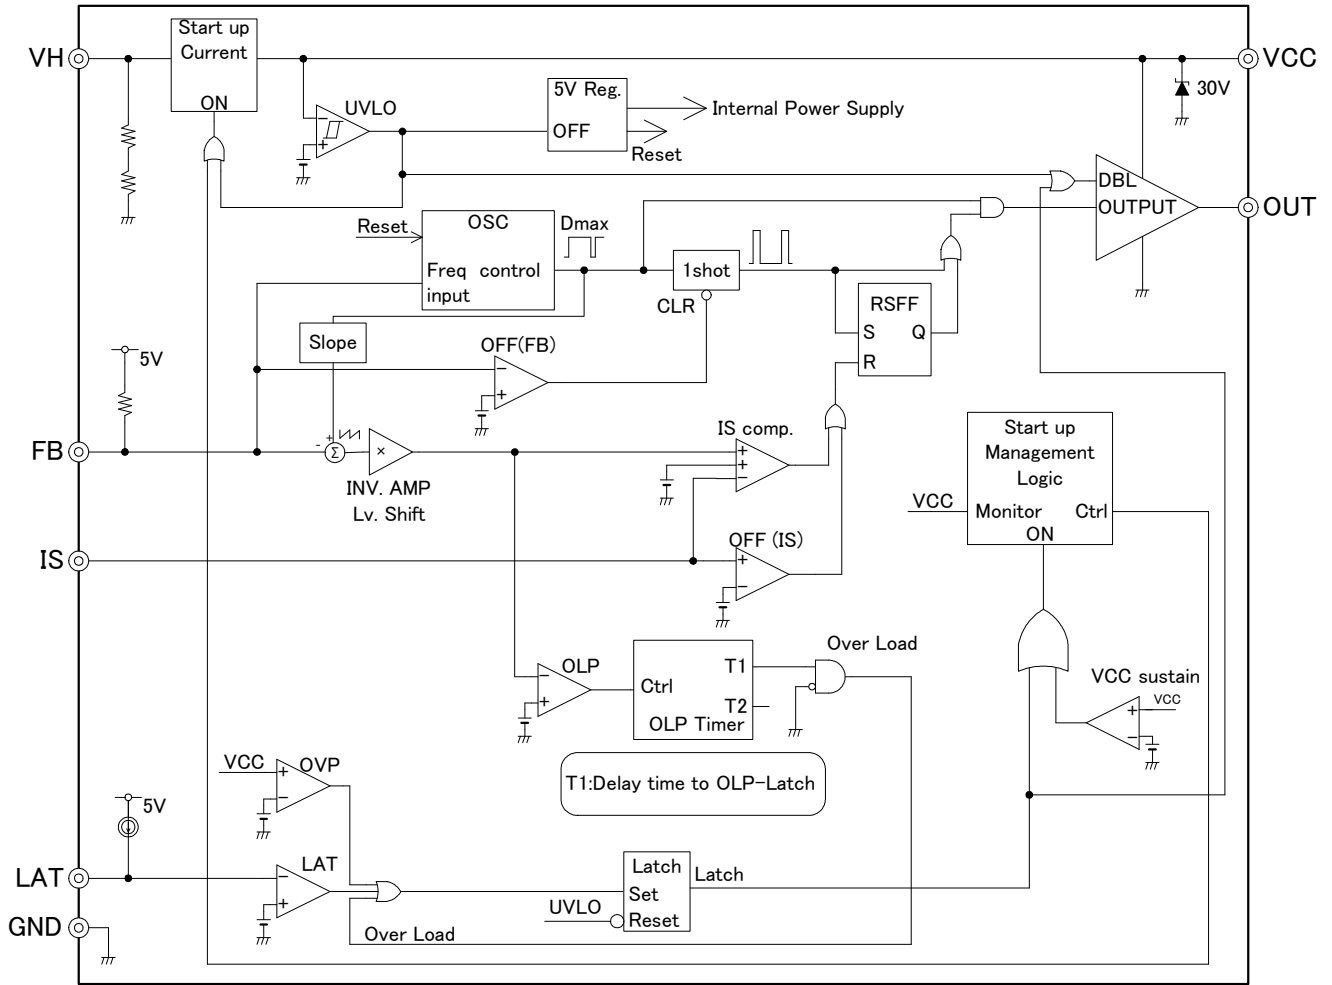 Start up
Current
ON
VH
VCC
30V
UVLO
5V Reg.
OFF
Internal Power Supply
Reset
DBL
OUTPUT
OUT
Reset
OSC
Freq control
input
Dmax
1shot
CLR
RSFF
S
Q
R
Slope
OFF(FB)
5V
FB
- +
Σ
×
INV. AMP
Lv. Shift
IS comp.
Start up
Management
Logic
VCC
Monitor
Ctrl
ON
IS
OFF (IS)
OLP
Ctrl
T1
T2
OLP Timer
Over Load
VCC sustain
VCC
T1:Delay time to OLP-Latch
VCC
OVP
5V
LAT
LAT
Latch
Set
Reset
Latch
UVLO
GND
Over Load